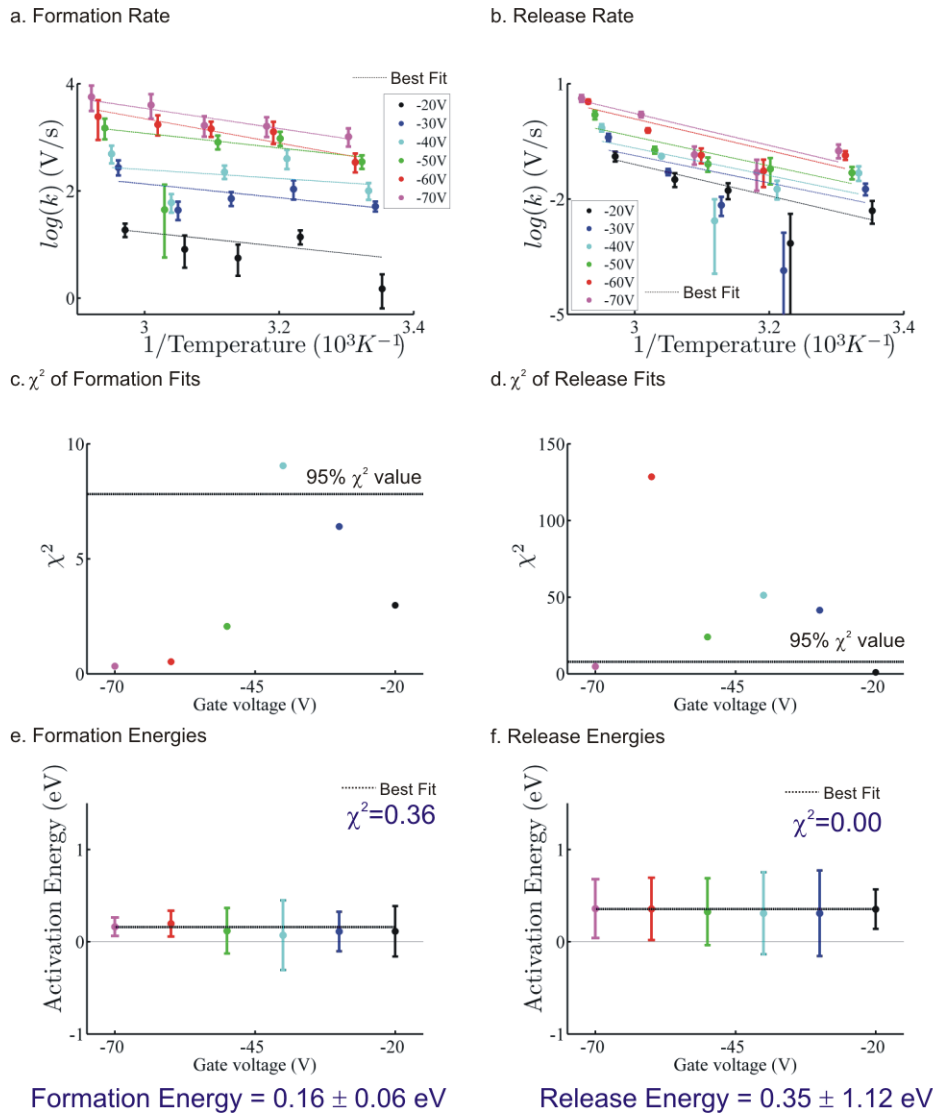 a. Formation Rate
b. Release Rate
log(k) (V/s)
4
2
0
3
3.2
3.4
1/Temperature (10³K⁻¹)
Best Fit
-20V
-30V
-40V
-50V
-60V
-70V
log(k) (V/s)
1
-2
-5
3
3.2
3.4
1/Temperature (10³K⁻¹)
-20V
-30V
-40V
-50V
-60V
-70V
Best Fit
c. χ² of Formation Fits
d. χ² of Release Fits
χ²
10
5
0
95% χ² value
-70
-45
-20
Gate voltage (V)
χ²
150
100
50
0
95% χ² value
-70
-45
-20
Gate voltage (V)
e. Formation Energies
f. Release Energies
Activation Energy (eV)
1
0
-1
Best Fit
χ²=0.36
-70
-45
-20
Gate voltage (V)
Activation Energy (eV)
1
0
-1
Best Fit
χ²=0.00
-70
-45
-20
Gate voltage (V)
Formation Energy = 0.16 ± 0.06 eV
Release Energy = 0.35 ± 1.12 eV